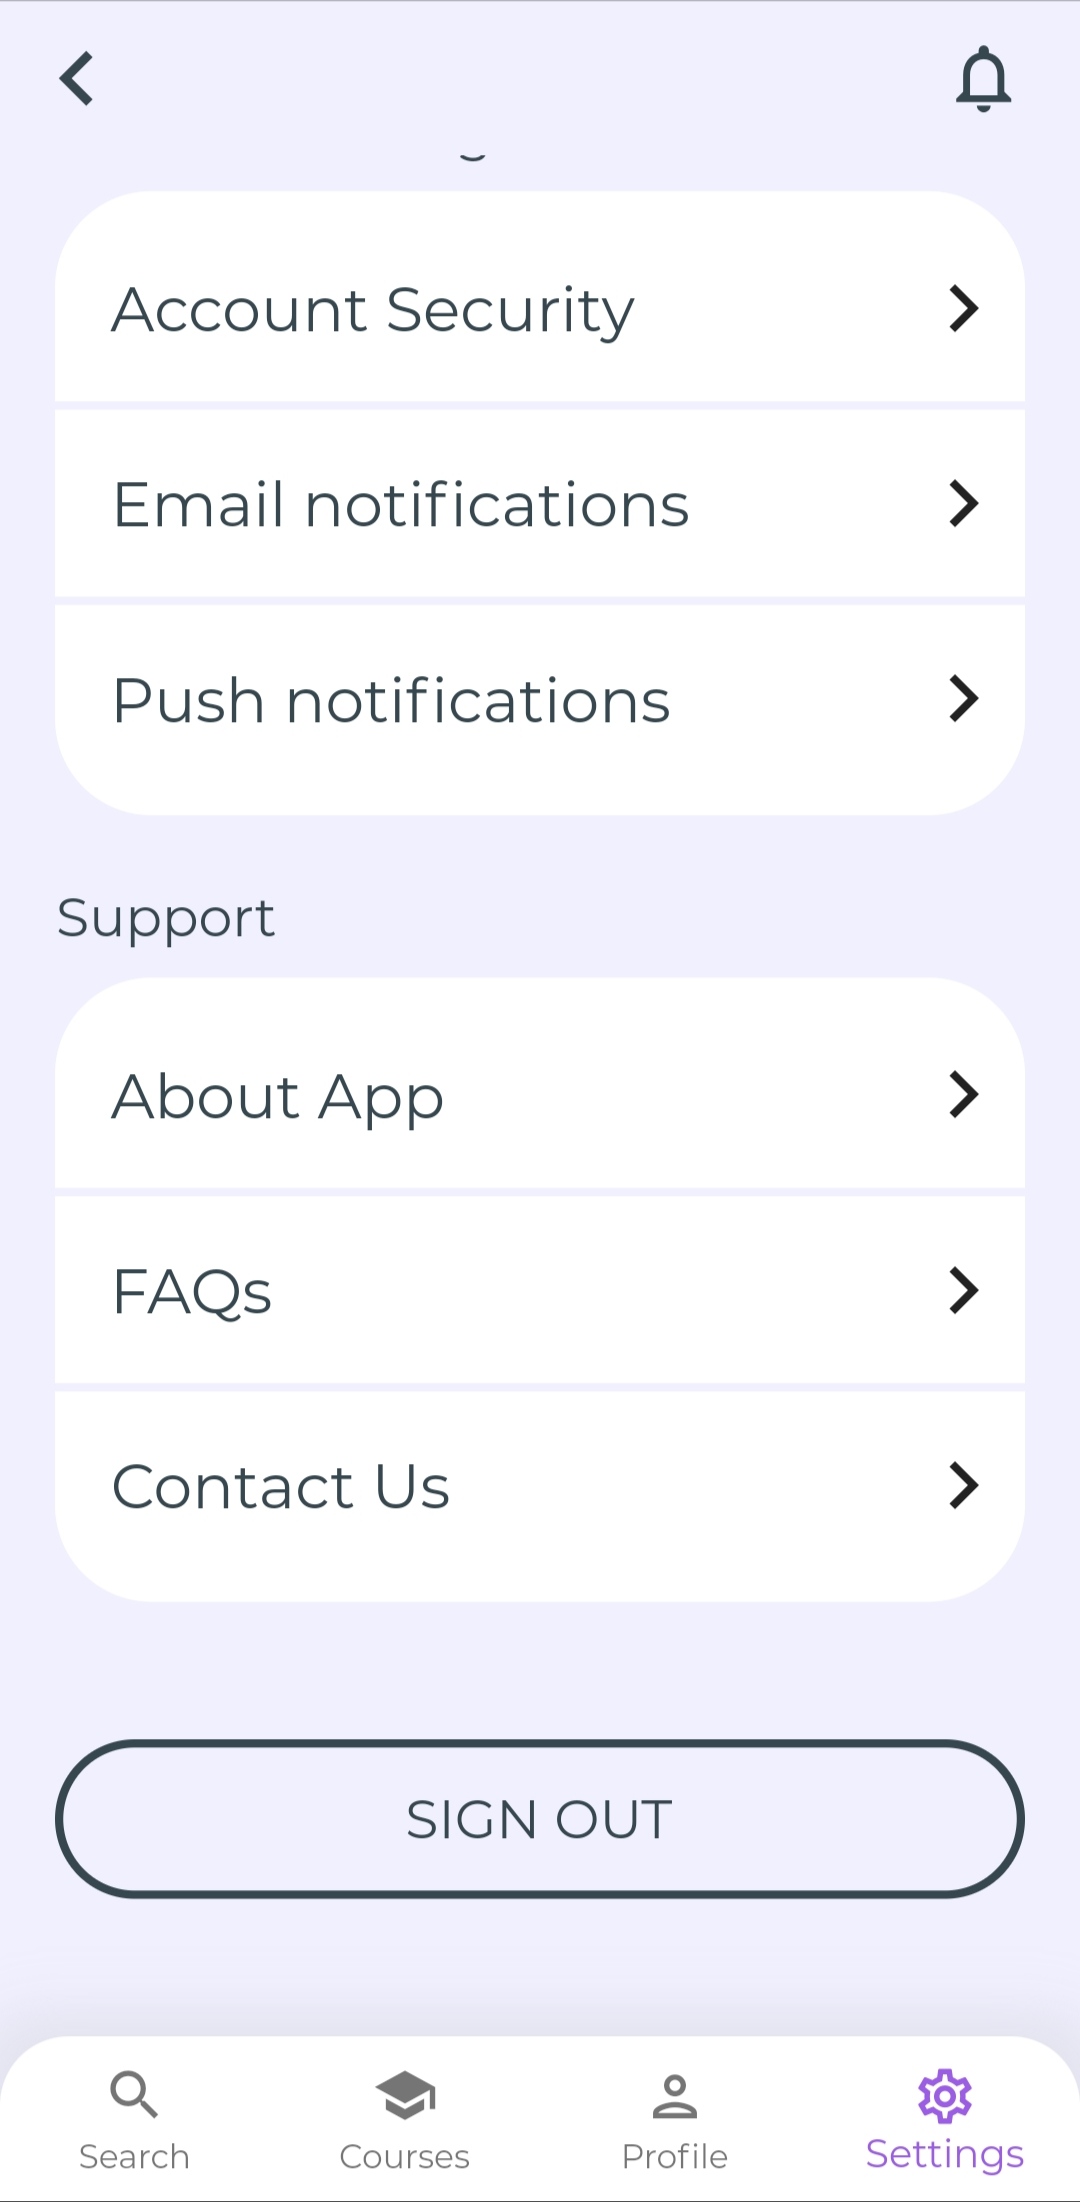 Account Security
Email notifications
Push notifications
Support
About App
FAQs
Contact Us
SIGN OUT
Search
Courses
Profile
Settings